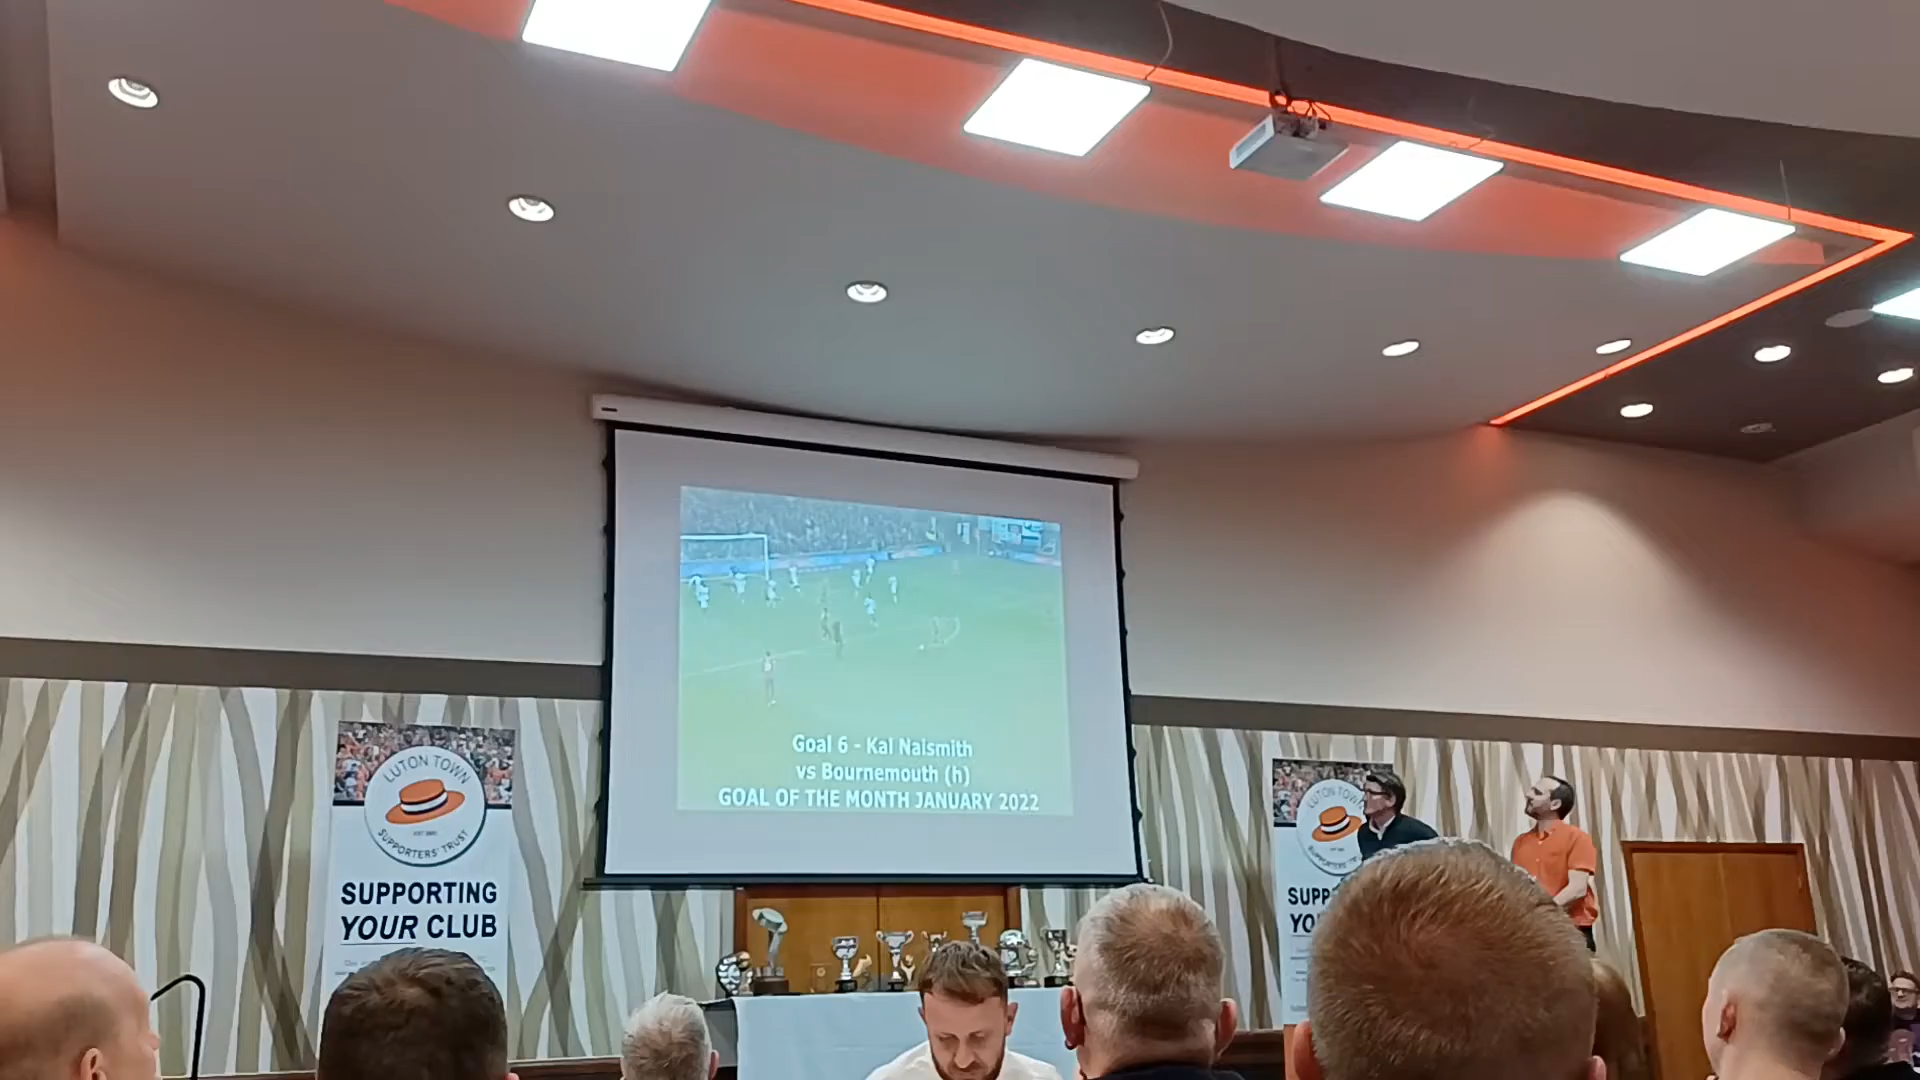 Goal 6 - Kal Naismith
vs Bournemouth (h)
GOAL OF THE MONTH JANUARY 2022
LUTON TOWN
SUPPORTERS' TRUST
SUPPORTING
YOUR CLUB
LUTON TOWN
SUPP
YO